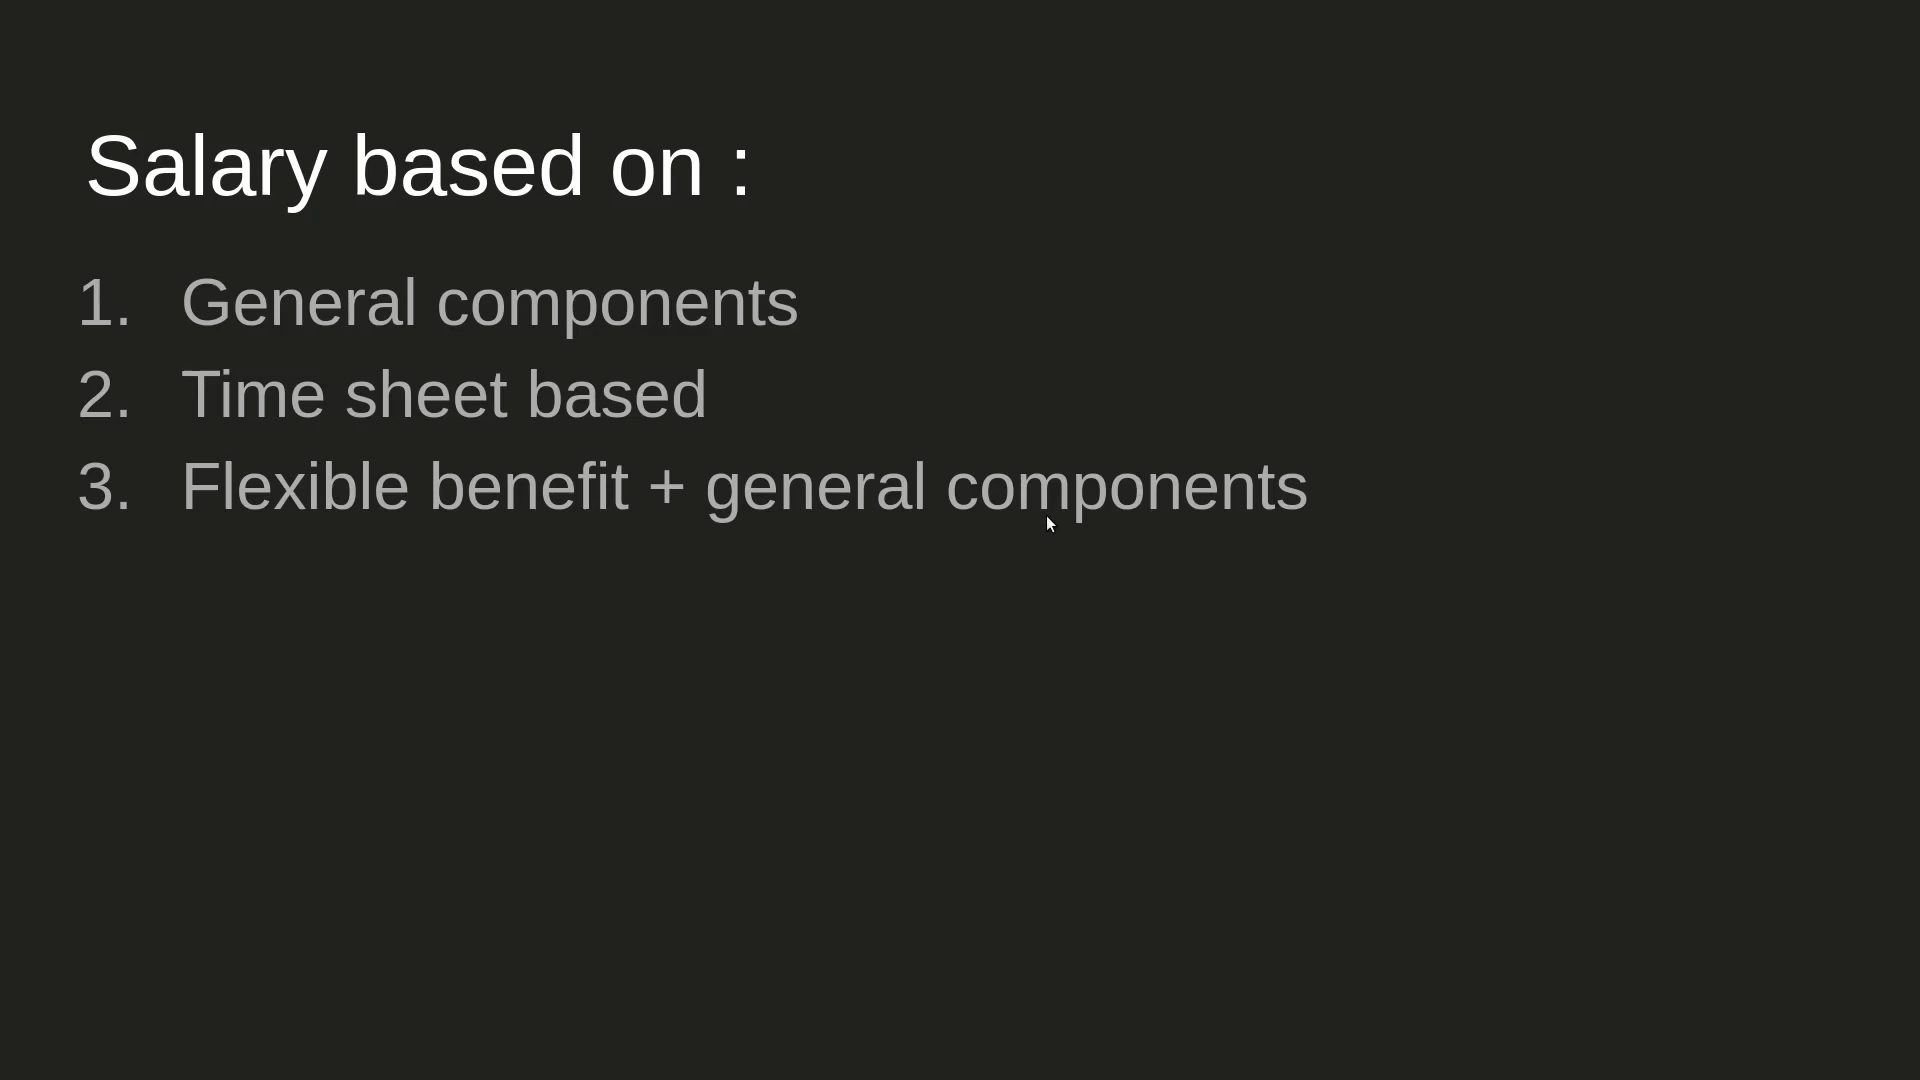 Salary based on :
1. General components
2. Time sheet based
3. Flexible benefit + general components